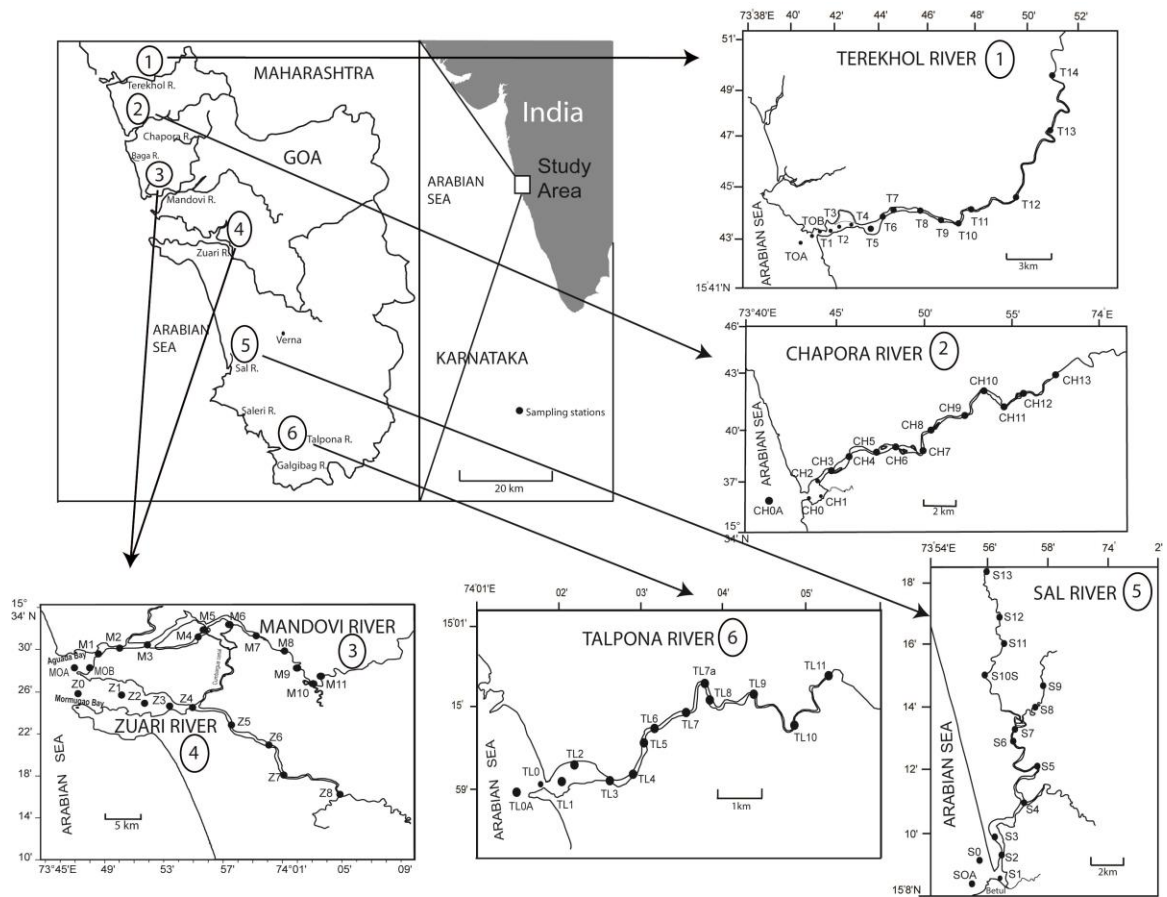 1
Terekhol R.
MAHARASHTRA
2
Chapora R.
Baga R.
GOA
3
Mandovi R.
4
Zuari R.
ARABIAN
SEA
5
Verna
Sal R.
Saleri R.
6
Talpona R.
Galgibag R.
20 km
India
Study
Area
ARABIAN
SEA
KARNATAKA
Sampling stations
73°38'E 40' 42' 44' 46' 48' 50' 52'
TEREKHOL RIVER 1
51'
49'
47'
45'
43'
15°41'N
ARABIAN SEA
TOA
TOB
T1
T2
T3
T4
T5
T6
T7
T8
T9
T10
T11
T12
T13
T14
3km
73°40'E 45' 50' 55' 74°E
CHAPORA RIVER 2
46'
43'
40'
37'
15°
34' N
ARABIAN SEA
CH0A
CH0
CH1
CH2
CH3
CH4
CH5
CH6
CH7
CH8
CH9
CH10
CH11
CH12
CH13
2 km
MANDOVI RIVER
3
ZUARI RIVER
4
15°
34' N
30'
26'
22'
18'
14'
10'
73°45'E 49' 57' 74°01' 05' 09'
ARABIAN SEA
Aguada Bay
Mormugao Bay
MOA
MOB
M1
M2
M3
M4
M5
M6
M7
M8
M9
M10
M11
Z0
Z1
Z2
Z3
Z4
Z5
Z6
Z7
Z8
5 km
74°01'E 02' 03' 04' 05'
TALPONA RIVER 6
15°01'
15'
59'
ARABIAN SEA
TL0A
TL0
TL1
TL2
TL3
TL4
TL5
TL6
TL7
TL7a
TL8
TL9
TL10
TL11
1km
73°54'E 56' 58' 74° 2'
SAL RIVER 5
18'
16'
14'
12'
10'
15°8'N
ARABIAN SEA
S13
S12
S11
S10S
S9
S8
S7
S6
S5
S4
S3
S2
S0
S1
SOA
Betul
2km